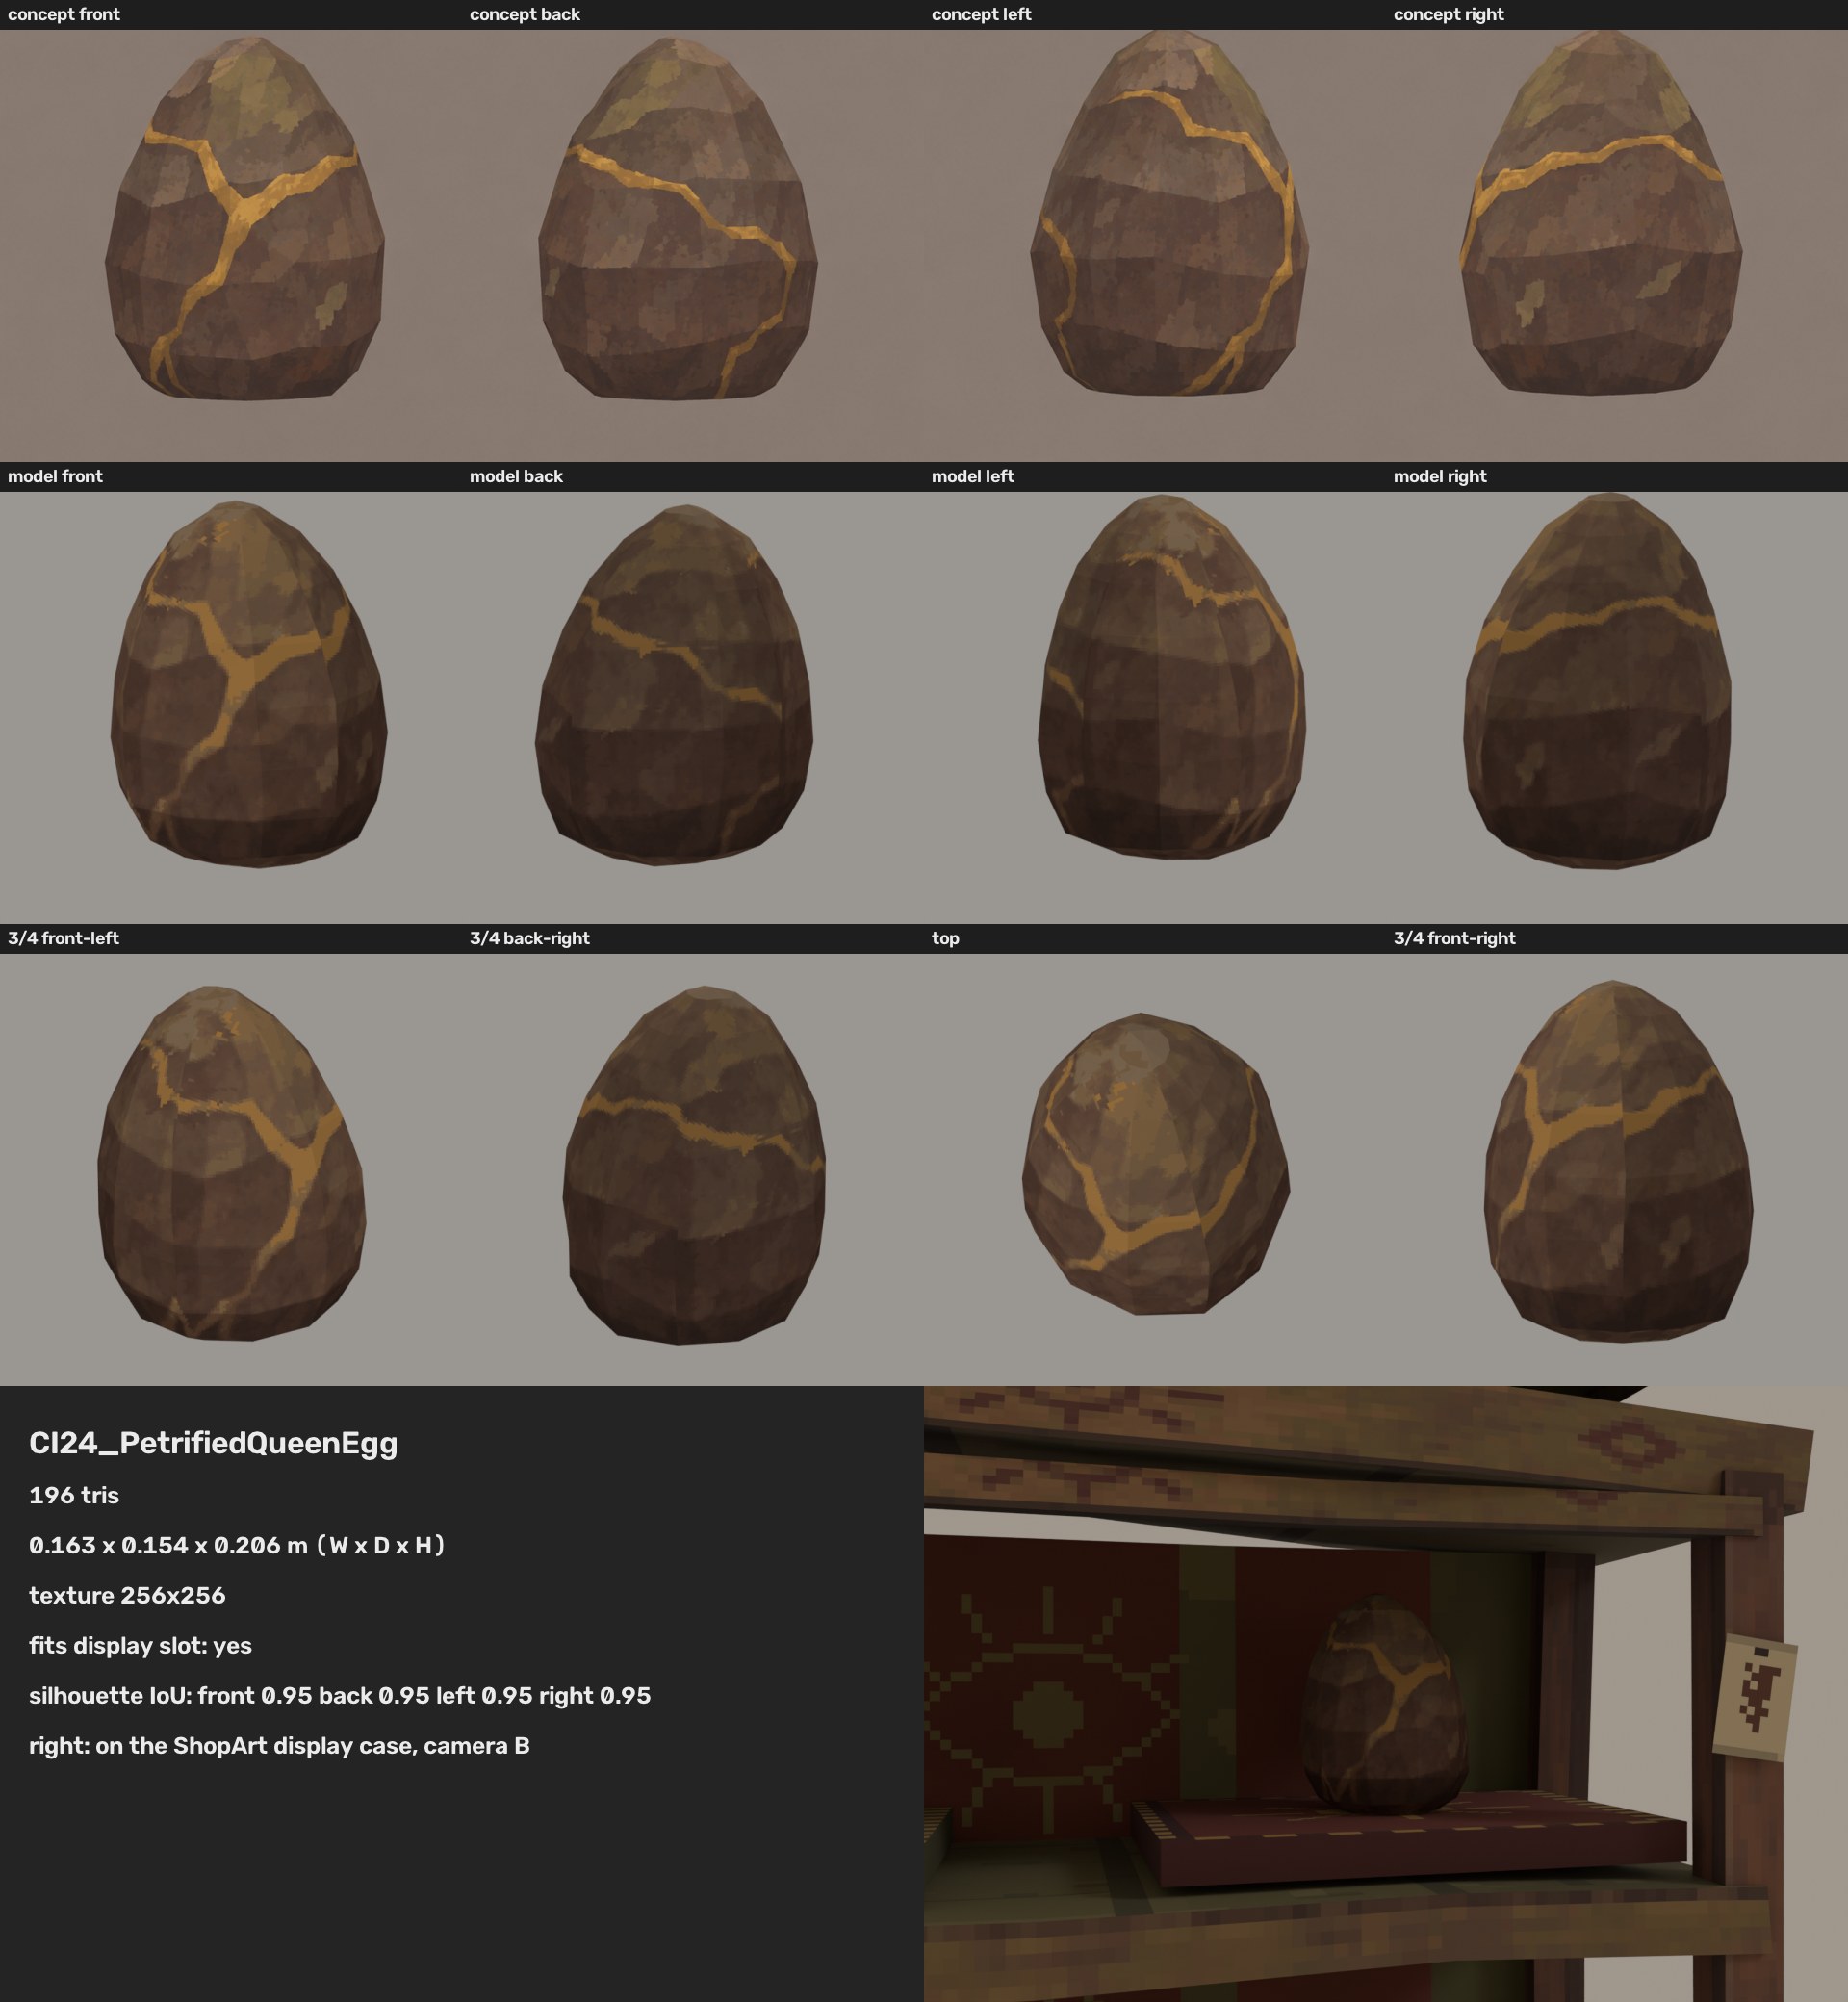 concept front
concept back
concept left
concept right
model front
model back
model left
model right
3/4 front-left
3/4 back-right
top
3/4 front-right
CI24_PetrifiedQueenEgg
196 tris
0.163 x 0.154 x 0.206 m (W x D x H)
texture 256x256
fits display slot: yes
silhouette IoU: front 0.95 back 0.95 left 0.95 right 0.95
right: on the ShopArt display case, camera B